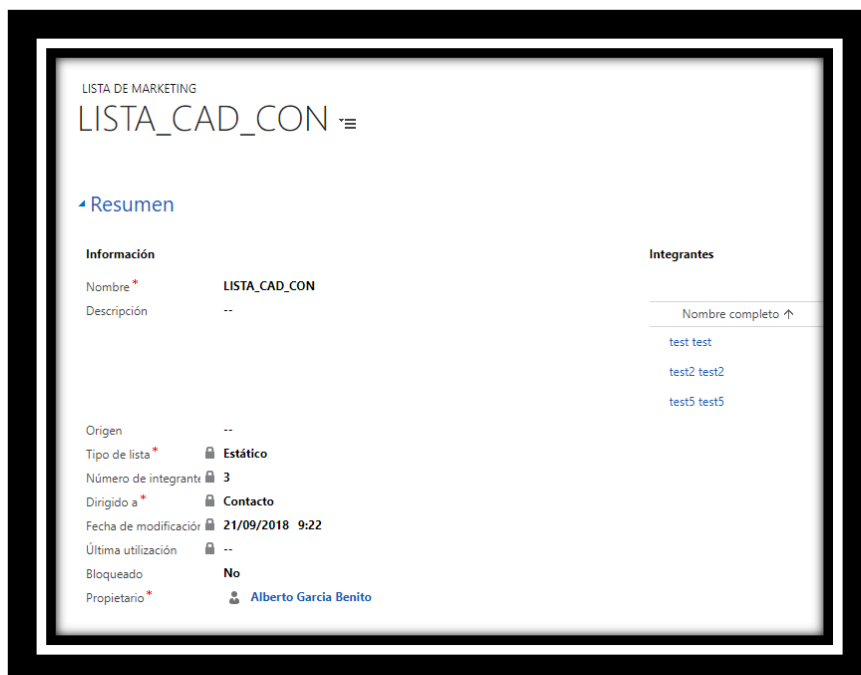 LISTA DE MARKETING
LISTA_CAD_CON
Resumen
Información
Nombre *
LISTA_CAD_CON
Descripción
--
Origen
--
Tipo de lista *
Estático
Número de integrante
3
Dirigido a *
Contacto
Fecha de modificación
21/09/2018 9:22
Última utilización
--
Bloqueado
No
Propietario *
Alberto Garcia Benito
Integrantes
Nombre completo ↑
test test
test2 test2
test5 test5